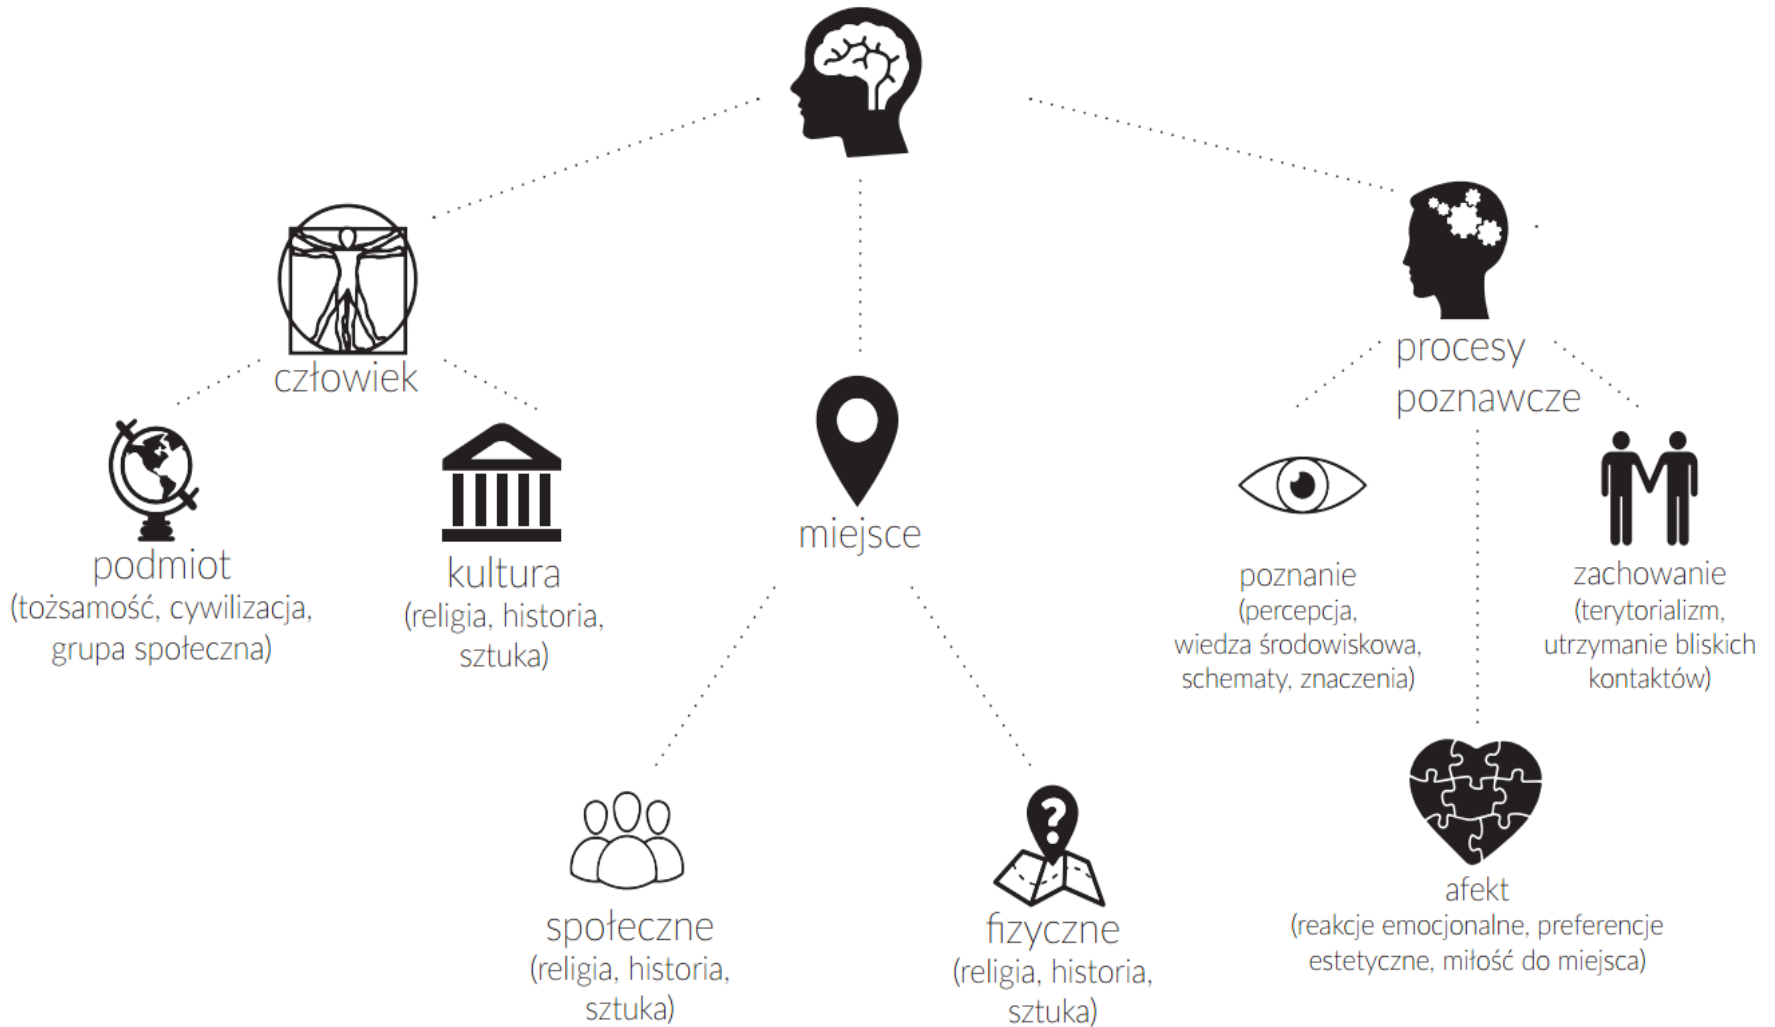 człowiek
podmiot
(tożsamość, cywilizacja,
grupa społeczna)
kultura
(religia, historia,
sztuka)
miejsce
społeczne
(religia, historia,
sztuka)
fizyczne
(religia, historia,
sztuka)
procesy
poznawcze
poznanie
(percepcja,
wiedza środowiskowa,
schematy, znaczenia)
zachowanie
(terytorializm,
utrzymanie bliskich
kontaktów)
afekt
(reakcje emocjonalne, preferencje
estetyczne, miłość do miejsca)
?